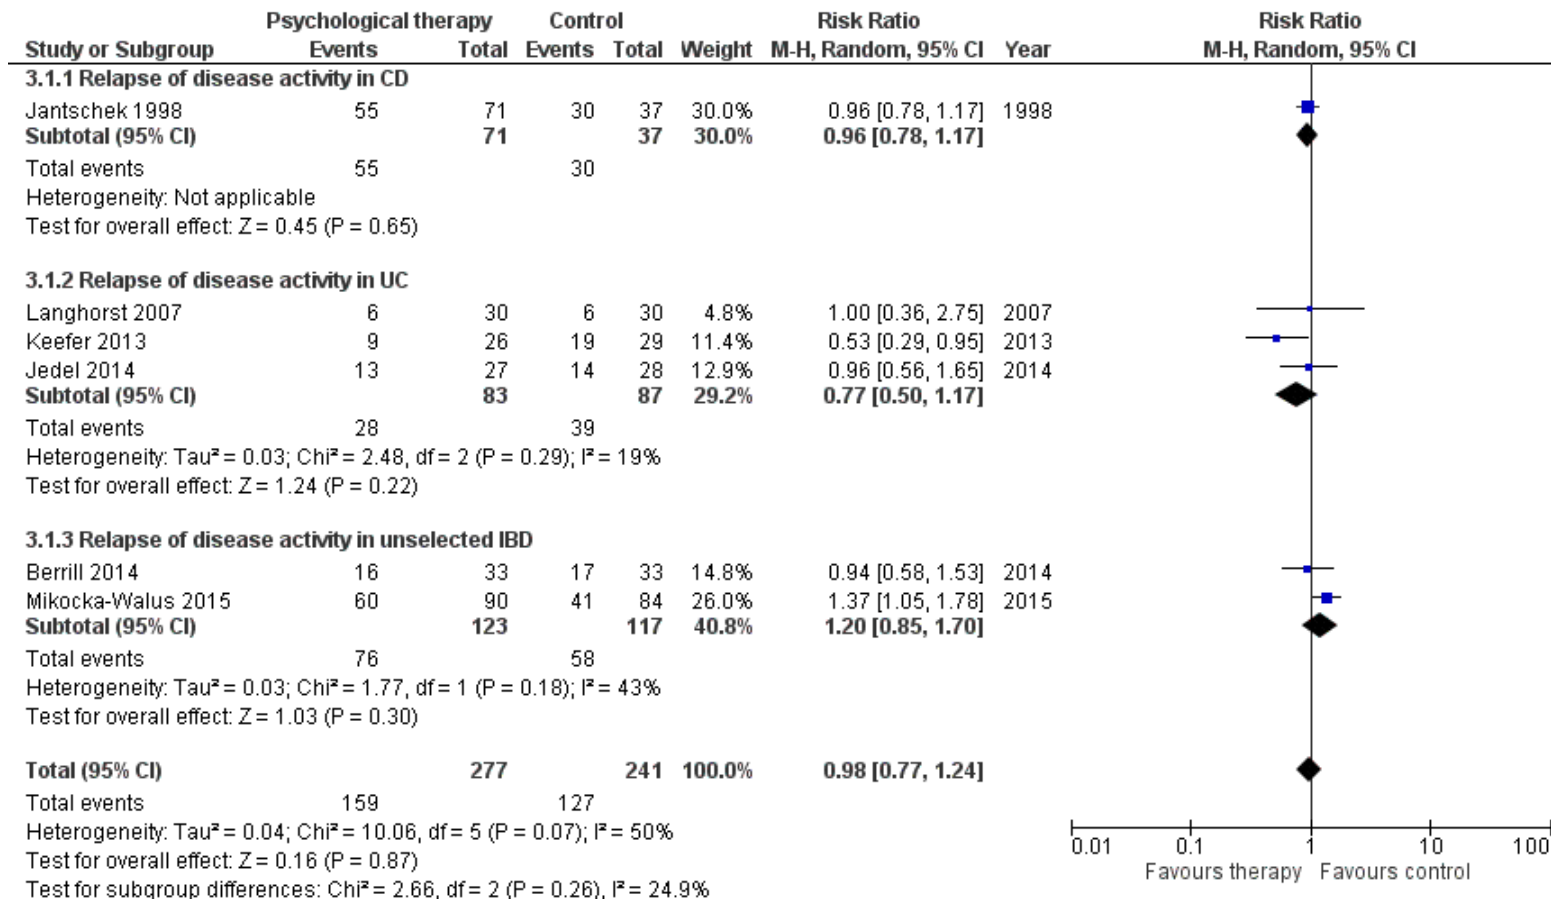 Psychological therapy Control Risk Ratio Risk Ratio
Study or Subgroup Events Total Events Total Weight M-H, Random, 95% CI Year M-H, Random, 95% CI
3.1.1 Relapse of disease activity in CD
Jantschek 1998 55 71 30 37 30.0% 0.96 [0.78, 1.17] 1998
Subtotal (95% CI) 71 37 30.0% 0.96 [0.78, 1.17]
Total events 55 30
Heterogeneity: Not applicable
Test for overall effect: Z = 0.45 (P = 0.65)
3.1.2 Relapse of disease activity in UC
Langhorst 2007 6 30 6 30 4.8% 1.00 [0.36, 2.75] 2007
Keefer 2013 9 26 19 29 11.4% 0.53 [0.29, 0.95] 2013
Jedel 2014 13 27 14 28 12.9% 0.96 [0.56, 1.65] 2014
Subtotal (95% CI) 83 87 29.2% 0.77 [0.50, 1.17]
Total events 28 39
Heterogeneity: Tau² = 0.03; Chi² = 2.48, df = 2 (P = 0.29); I² = 19%
Test for overall effect: Z = 1.24 (P = 0.22)
3.1.3 Relapse of disease activity in unselected IBD
Berrill 2014 16 33 17 33 14.8% 0.94 [0.58, 1.53] 2014
Mikocka-Walus 2015 60 90 41 84 26.0% 1.37 [1.05, 1.78] 2015
Subtotal (95% CI) 123 117 40.8% 1.20 [0.85, 1.70]
Total events 76 58
Heterogeneity: Tau² = 0.03; Chi² = 1.77, df = 1 (P = 0.18); I² = 43%
Test for overall effect: Z = 1.03 (P = 0.30)
Total (95% CI) 277 241 100.0% 0.98 [0.77, 1.24]
Total events 159 127
Heterogeneity: Tau² = 0.04; Chi² = 10.06, df = 5 (P = 0.07); I² = 50%
Test for overall effect: Z = 0.16 (P = 0.87)
Test for subgroup differences: Chi² = 2.66, df = 2 (P = 0.26), I² = 24.9%
0.01 0.1 1 10 100
Favours therapy Favours control